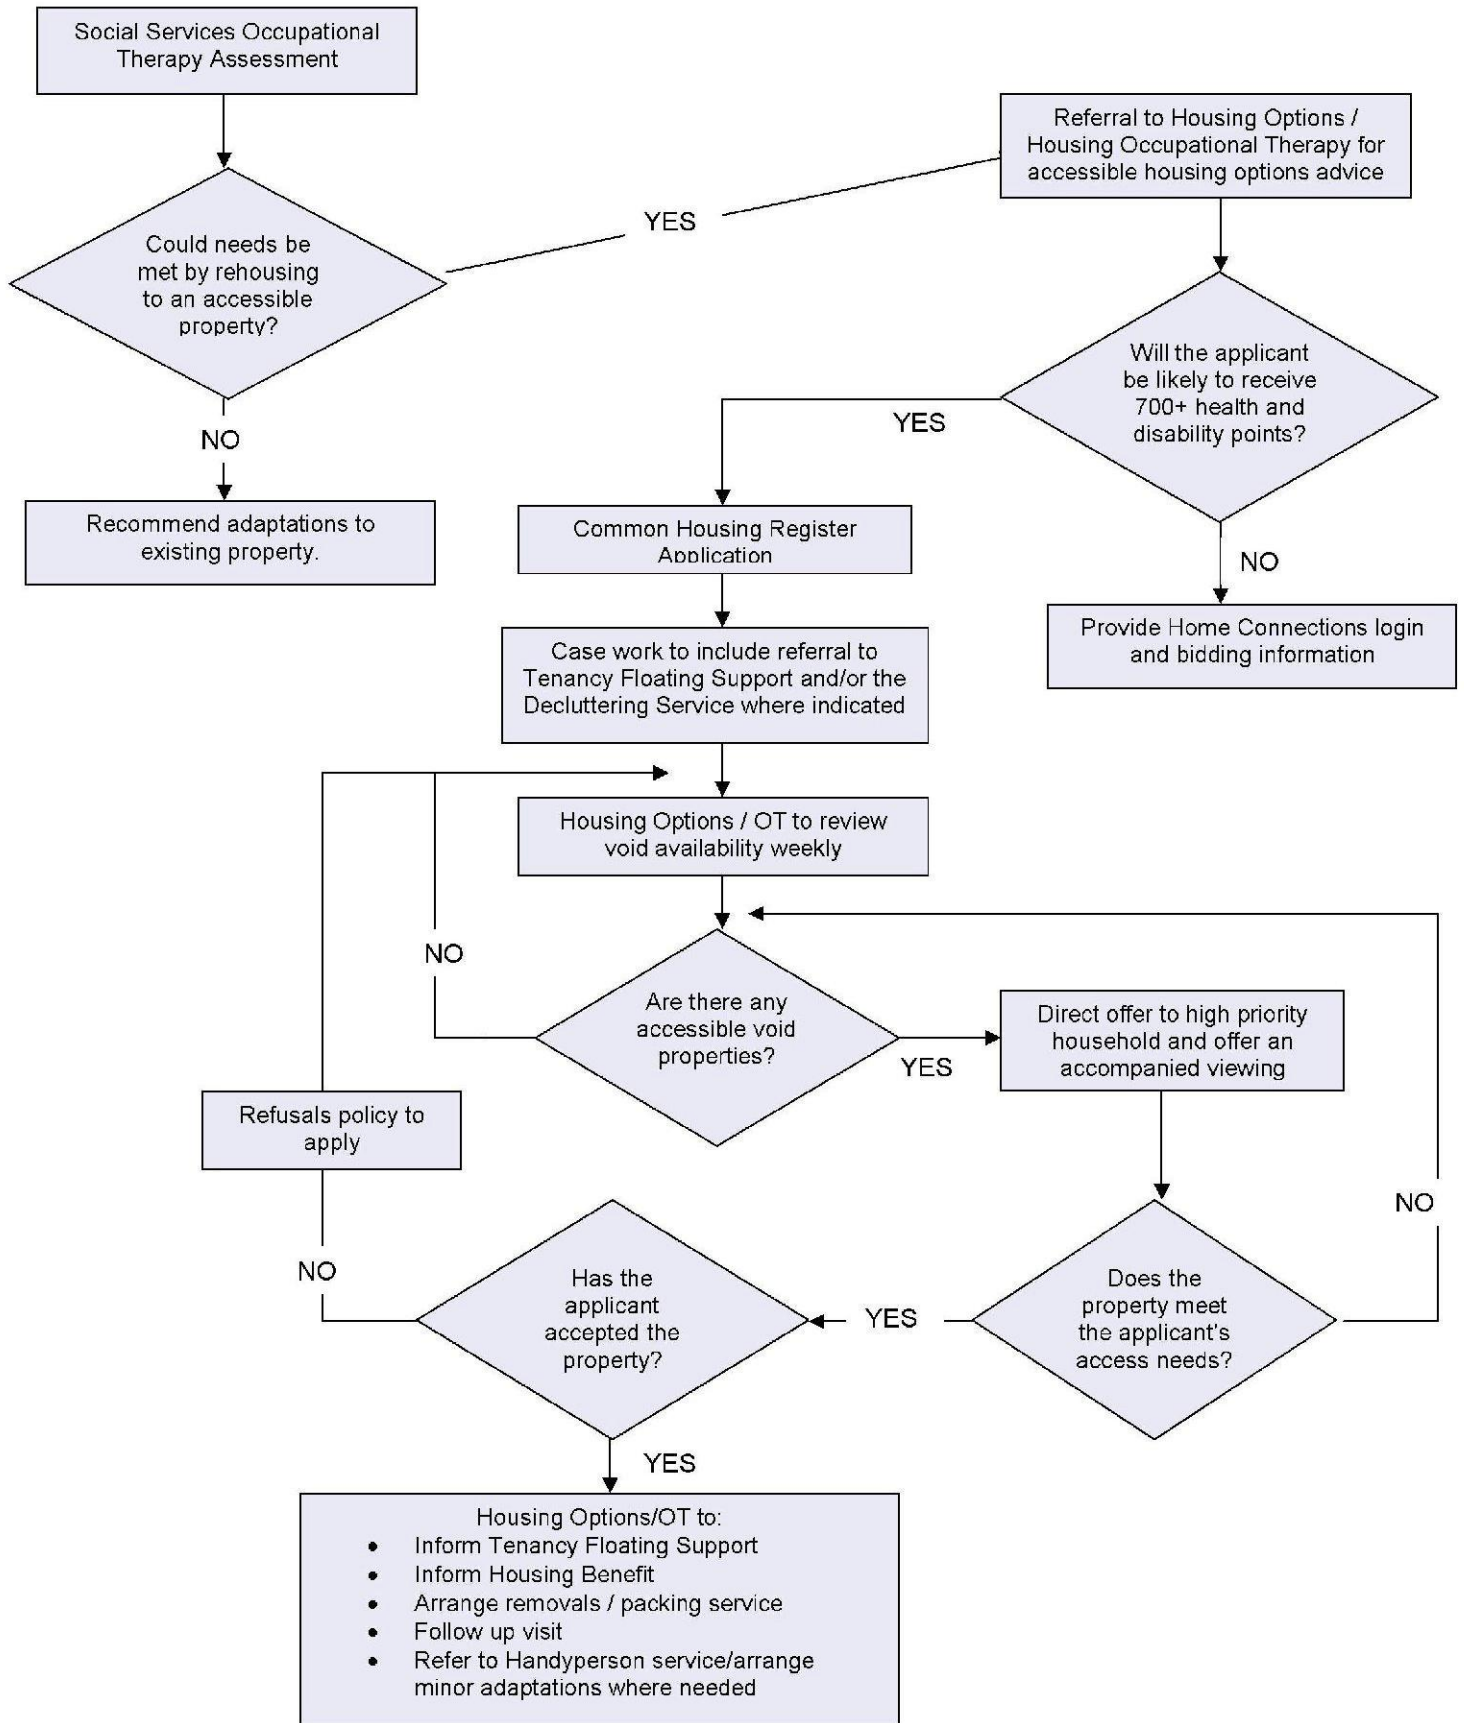 Social Services Occupational
Therapy Assessment
Referral to Housing Options /
Housing Occupational Therapy for
accessible housing options advice
YES
Could needs be
met by rehousing
to an accessible
property?
Will the applicant
be likely to receive
700+ health and
disability points?
YES
NO
Recommend adaptations to
existing property.
Common Housing Register
Application
NO
Provide Home Connections login
and bidding information
Case work to include referral to
Tenancy Floating Support and/or the
Decluttering Service where indicated
Housing Options / OT to review
void availability weekly
NO
Are there any
accessible void
properties?
YES
Direct offer to high priority
household and offer an
accompanied viewing
Refusals policy to
apply
NO
NO
Has the
applicant
accepted the
property?
YES
Does the
property meet
the applicant's
access needs?
YES
Housing Options/OT to:
• Inform Tenancy Floating Support
• Inform Housing Benefit
• Arrange removals / packing service
• Follow up visit
• Refer to Handyperson service/arrange
minor adaptations where needed